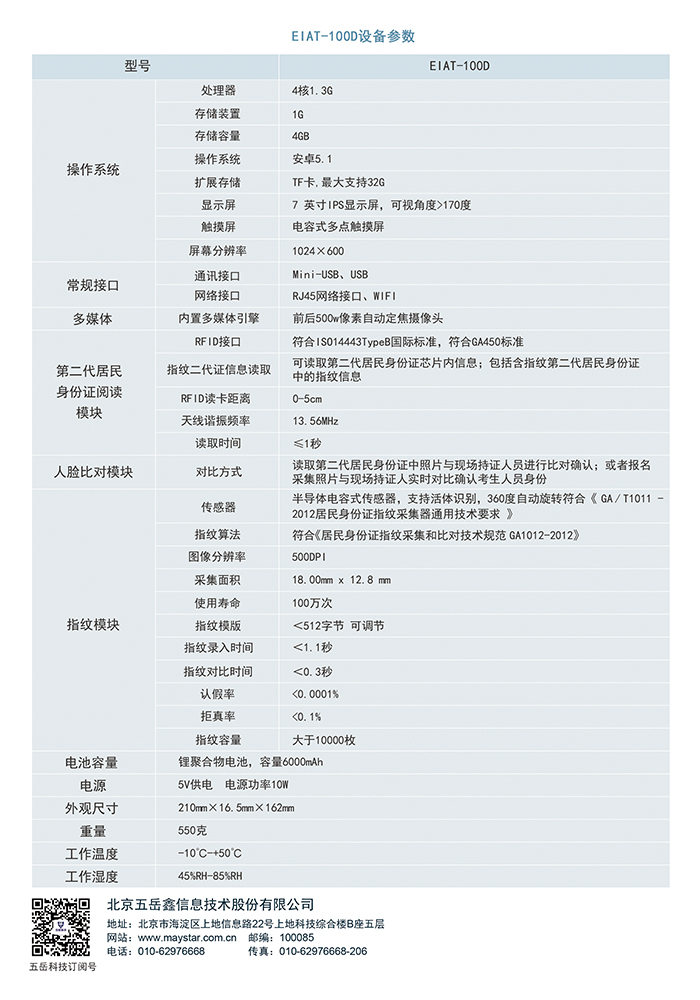 EIAT-100D设备参数
型号 EIAT-100D
操作系统
处理器 4核1.3G
存储装置 1G
存储容量 4GB
操作系统 安卓5.1
扩展存储 TF卡,最大支持32G
显示屏 7 英寸IPS显示屏，可视角度>170度
触摸屏 电容式多点触摸屏
屏幕分辨率 1024×600
常规接口
通讯接口 Mini-USB、USB
网络接口 RJ45网络接口、WIFI
多媒体 内置多媒体引擎 前后500w像素自动定焦摄像头
第二代居民
身份证阅读
模块
RFID接口 符合ISO14443TypeB国际标准，符合GA450标准
指纹二代证信息读取 可读取第二代居民身份证芯片内信息；包括含指纹第二代居民身份证
中的指纹信息
RFID读卡距离 0-5cm
天线谐振频率 13.56MHz
读取时间 ≤1秒
人脸比对模块 对比方式 读取第二代居民身份证中照片与现场持证人员进行比对确认；或者报名
采集照片与现场持证人实时对比确认考生人员身份
指纹模块
传感器 半导体电容式传感器，支持活体识别，360度自动旋转符合《 GA/T1011 -
2012居民身份证指纹采集器通用技术要求 》
指纹算法 符合《居民身份证指纹采集和比对技术规范 GA1012-2012》
图像分辨率 500DPI
采集面积 18.00mm x 12.8 mm
使用寿命 100万次
指纹模版 ＜512字节 可调节
指纹录入时间 ＜1.1秒
指纹对比时间 ＜0.3秒
认假率 <0.0001%
拒真率 <0.1%
指纹容量 大于10000枚
电池容量 锂聚合物电池，容量6000mAh
电源 5V供电 电源功率10W
外观尺寸 210mm×16.5mm×162mm
重量 550克
工作温度 -10℃-+50℃
工作湿度 45%RH-85%RH
北京五岳鑫信息技术股份有限公司
地址：北京市海淀区上地信息路22号上地科技综合楼B座五层
网站：www.maystar.com.cn 邮编：100085
电话：010-62976668 传真：010-62976668-206
五岳科技订阅号